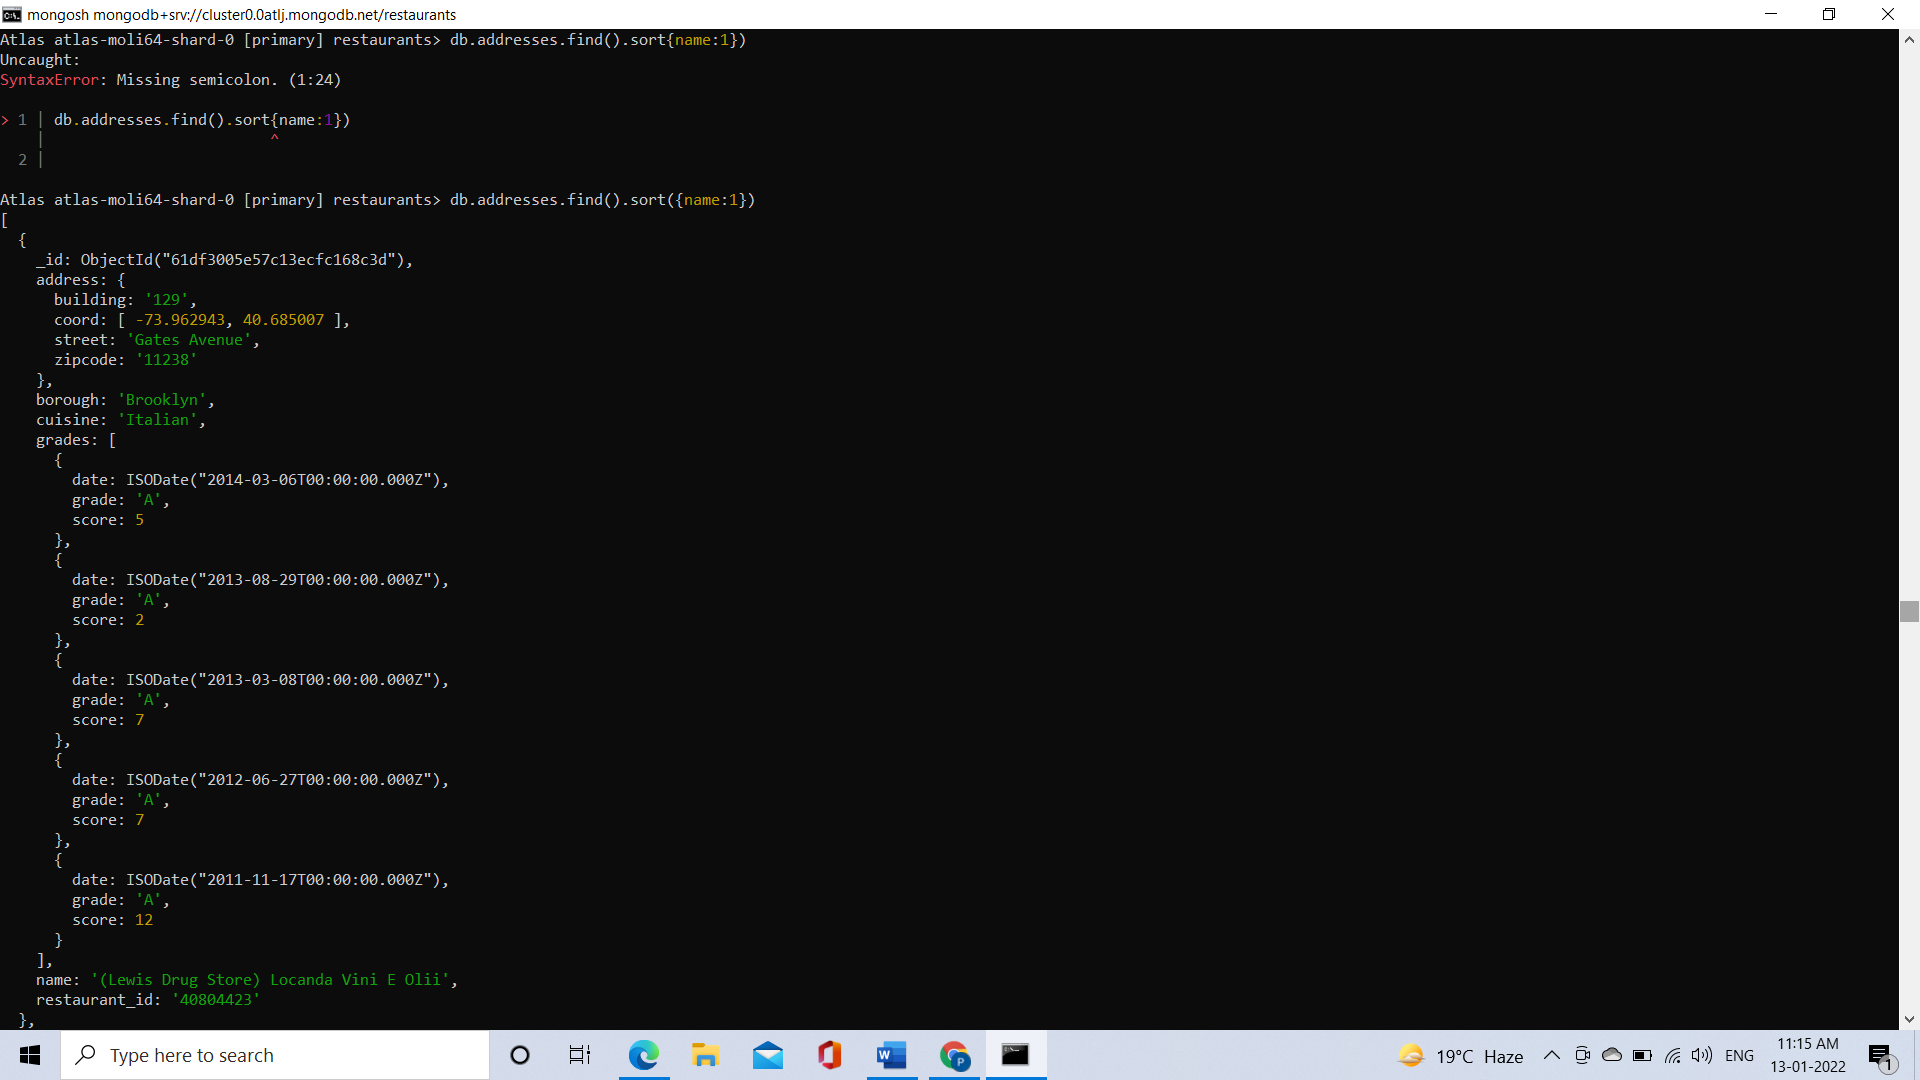 mongosh mongodb+srv://cluster0.0atlj.mongodb.net/restaurants
Atlas atlas-moli64-shard-0 [primary] restaurants> db.addresses.find().sort{name:1})
Uncaught:
SyntaxError: Missing semicolon. (1:24)
> 1 | db.addresses.find().sort{name:1})
| ^
2 |
Atlas atlas-moli64-shard-0 [primary] restaurants> db.addresses.find().sort({name:1})
[
{
_id: ObjectId("61df3005e57c13ecfc168c3d"),
address: {
building: '129',
coord: [ -73.962943, 40.685007 ],
street: 'Gates Avenue',
zipcode: '11238'
},
borough: 'Brooklyn',
cuisine: 'Italian',
grades: [
{
date: ISODate("2014-03-06T00:00:00.000Z"),
grade: 'A',
score: 5
},
{
date: ISODate("2013-08-29T00:00:00.000Z"),
grade: 'A',
score: 2
},
{
date: ISODate("2013-03-08T00:00:00.000Z"),
grade: 'A',
score: 7
},
{
date: ISODate("2012-06-27T00:00:00.000Z"),
grade: 'A',
score: 7
},
{
date: ISODate("2011-11-17T00:00:00.000Z"),
grade: 'A',
score: 12
}
],
name: '(Lewis Drug Store) Locanda Vini E Olii',
restaurant_id: '40804423'
},
Type here to search
19°C Haze
ENG
11:15 AM
13-01-2022
1